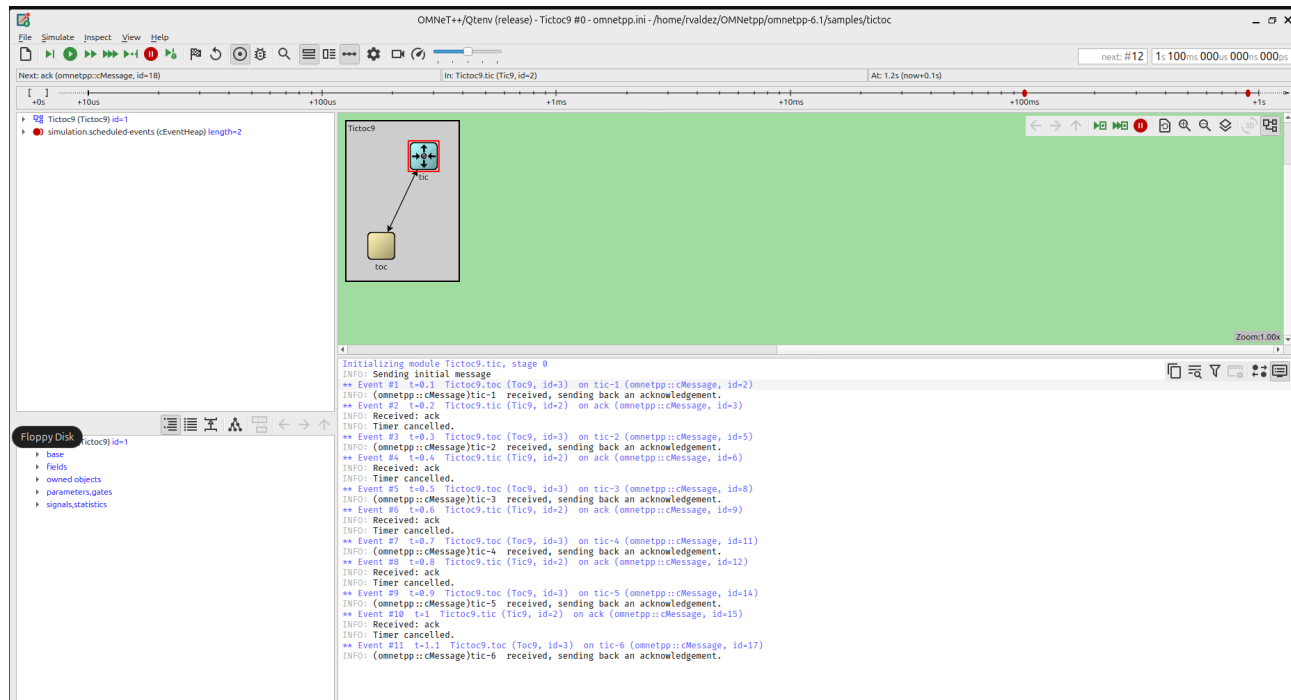 OMNeT++/Qtenv (release) - Tictoc9 #0 - omnetpp.ini - /home/rvaldez/OMNetpp/omnetpp-6.1/samples/tictoc
File Simulate Inspect View Help
next: #12 1s 100ms 000us 000ns 000ps
Next: ack (omnetpp::cMessage, id=18) In: Tictoc9.tic (Tic9, id=2) At: 1.2s (now+0.1s)
[ ]
+0s +10us +100us +1ms +10ms +100ms +1s
Tictoc9 (Tictoc9) id=1
simulation.scheduled-events (cEventHeap) length=2
Tictoc9
tic
toc
3D
Zoom:1.00x
Floppy Disk
Tictoc9) id=1
base
fields
owned objects
parameters,gates
signals,statistics
Initializing module Tictoc9.tic, stage 0
INFO: Sending initial message
** Event #1 t=0.1 Tictoc9.toc (Toc9, id=3) on tic-1 (omnetpp::cMessage, id=2)
INFO: (omnetpp::cMessage)tic-1 received, sending back an acknowledgement.
** Event #2 t=0.2 Tictoc9.tic (Tic9, id=2) on ack (omnetpp::cMessage, id=3)
INFO: Received: ack
INFO: Timer cancelled.
** Event #3 t=0.3 Tictoc9.toc (Toc9, id=3) on tic-2 (omnetpp::cMessage, id=5)
INFO: (omnetpp::cMessage)tic-2 received, sending back an acknowledgement.
** Event #4 t=0.4 Tictoc9.tic (Tic9, id=2) on ack (omnetpp::cMessage, id=6)
INFO: Received: ack
INFO: Timer cancelled.
** Event #5 t=0.5 Tictoc9.toc (Toc9, id=3) on tic-3 (omnetpp::cMessage, id=8)
INFO: (omnetpp::cMessage)tic-3 received, sending back an acknowledgement.
** Event #6 t=0.6 Tictoc9.tic (Tic9, id=2) on ack (omnetpp::cMessage, id=9)
INFO: Received: ack
INFO: Timer cancelled.
** Event #7 t=0.7 Tictoc9.toc (Toc9, id=3) on tic-4 (omnetpp::cMessage, id=11)
INFO: (omnetpp::cMessage)tic-4 received, sending back an acknowledgement.
** Event #8 t=0.8 Tictoc9.tic (Tic9, id=2) on ack (omnetpp::cMessage, id=12)
INFO: Received: ack
INFO: Timer cancelled.
** Event #9 t=0.9 Tictoc9.toc (Toc9, id=3) on tic-5 (omnetpp::cMessage, id=14)
INFO: (omnetpp::cMessage)tic-5 received, sending back an acknowledgement.
** Event #10 t=1 Tictoc9.tic (Tic9, id=2) on ack (omnetpp::cMessage, id=15)
INFO: Received: ack
INFO: Timer cancelled.
** Event #11 t=1.1 Tictoc9.toc (Toc9, id=3) on tic-6 (omnetpp::cMessage, id=17)
INFO: (omnetpp::cMessage)tic-6 received, sending back an acknowledgement.